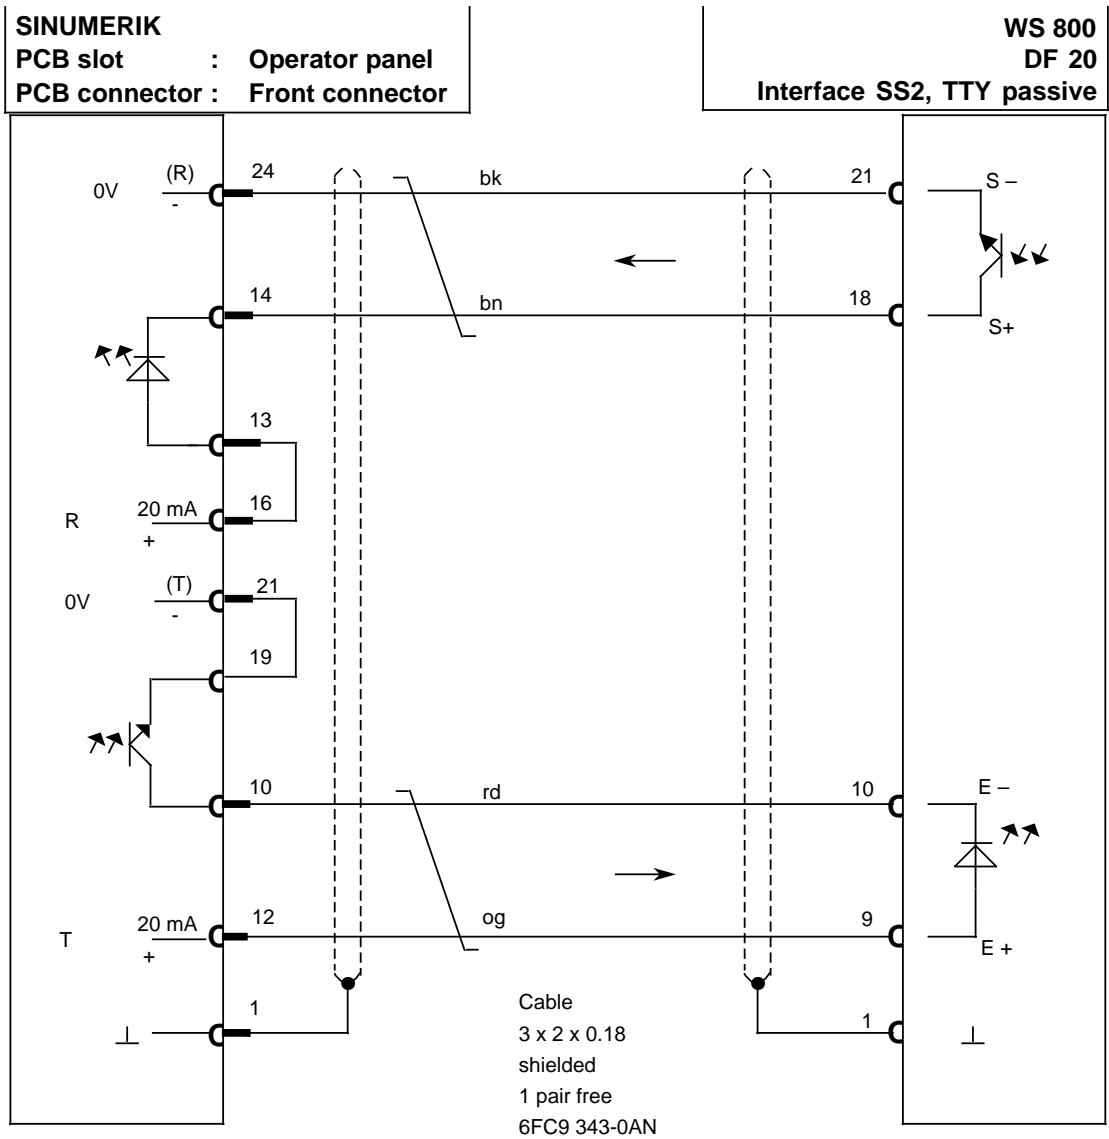 SINUMERIK
PCB slot : Operator panel
PCB connector : Front connector
WS 800
DF 20
Interface SS2, TTY passive
0V (R) 24 bk 21 S –
-
14 bn 18 S+
13
R 20 mA 16
+
0V (T) 21
-
19
10 rd 10 E –
T 20 mA 12 og 9 E +
+
1 1
Cable
3 x 2 x 0.18
shielded
1 pair free
6FC9 343-0AN